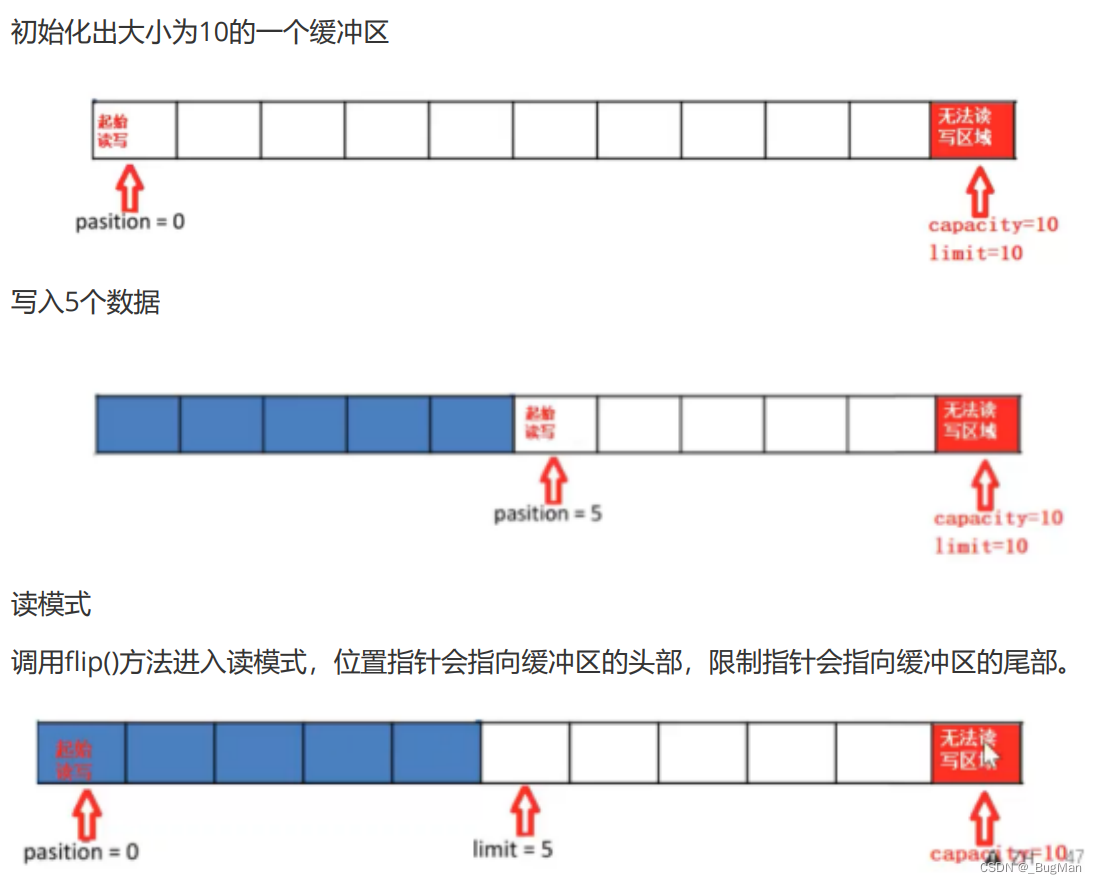 初始化出大小为10的一个缓冲区
起始
读写
无法读
写区域
pasition = 0
capacity=10
limit=10
写入5个数据
起始
读写
无法读
写区域
pasition = 5
capacity=10
limit=10
读模式
调用flip()方法进入读模式，位置指针会指向缓冲区的头部，限制指针会指向缓冲区的尾部。
起始
读写
无法读
写区域
pasition = 0
limit = 5
capacity=10
CSDN @_BugMan